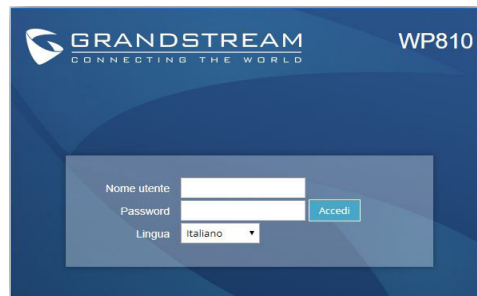 GRANDSTREAM
CONNECTING THE WORLD
WP810
Nome utente
Password
Accedi
Lingua
Italiano